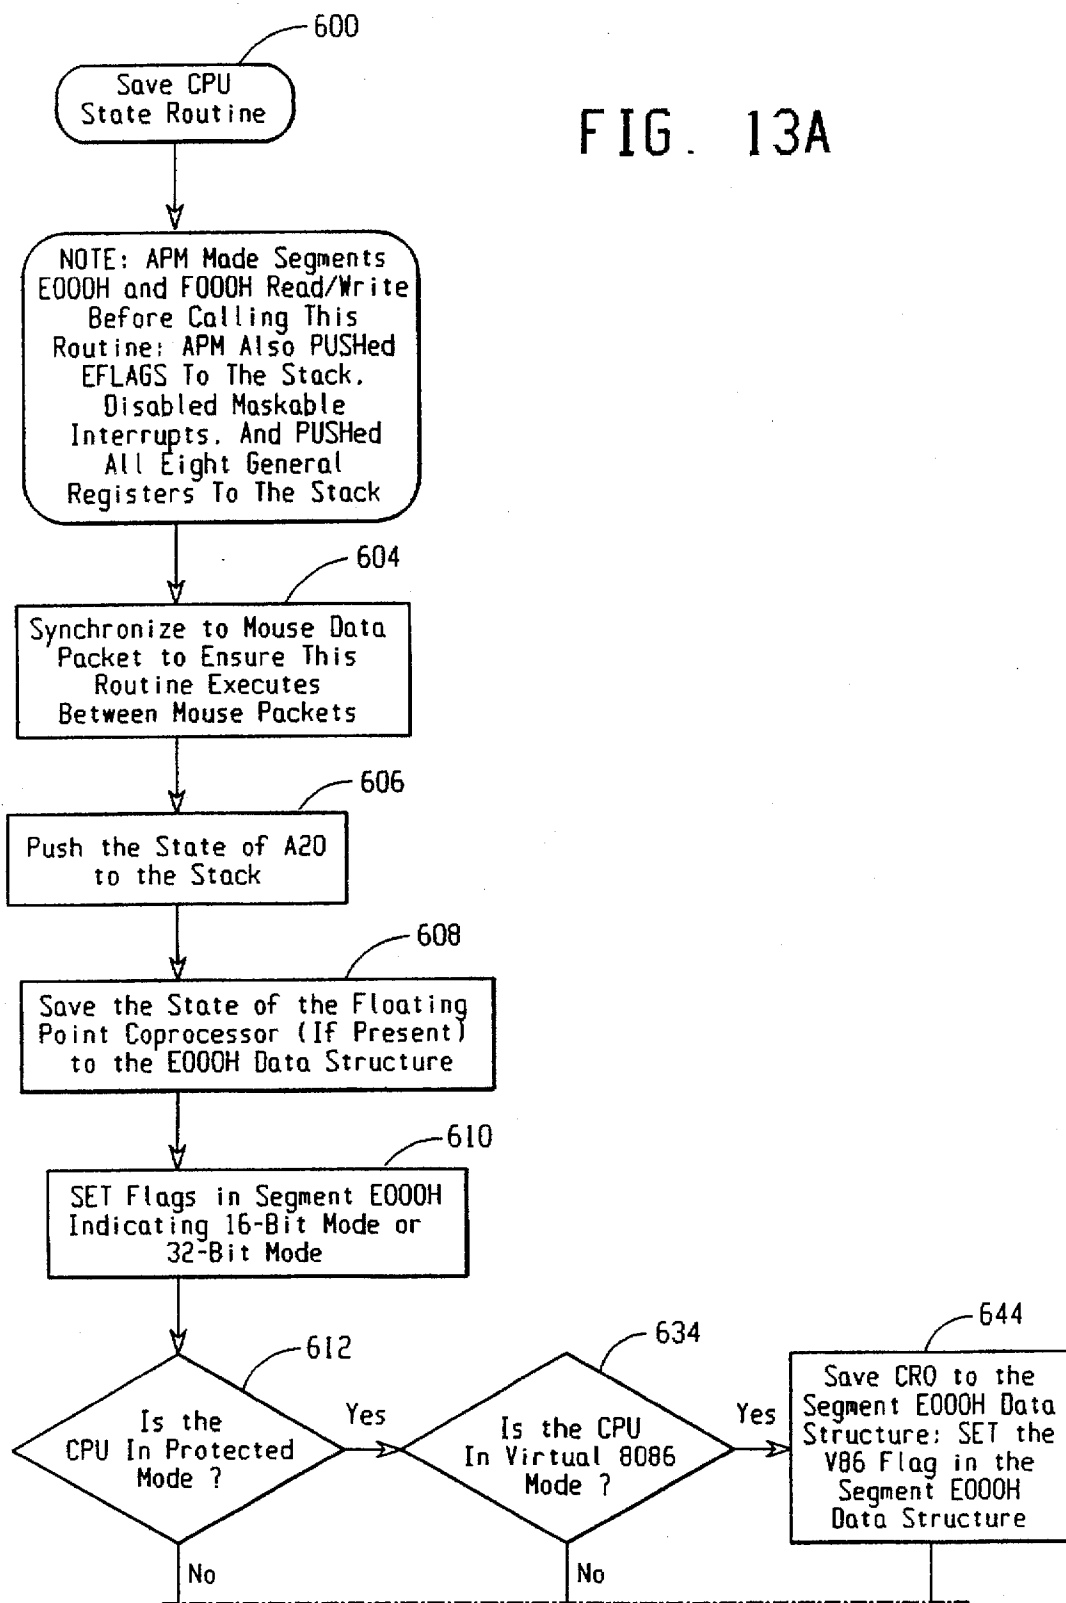 600
Save CPU
State Routine
FIG. 13A
NOTE: APM Made Segments
E000H and F000H Read/Write
Before Calling This
Routine; APM Also PUSHed
EFLAGS To The Stack,
Disabled Maskable
Interrupts, And PUSHed
All Eight General
Registers To The Stack
604
Synchronize to Mouse Data
Packet to Ensure This
Routine Executes
Between Mouse Packets
606
Push the State of A20
to the Stack
608
Save the State of the Floating
Point Coprocessor (If Present)
to the E000H Data Structure
610
SET Flags in Segment E000H
Indicating 16-Bit Mode or
32-Bit Mode
612
Is the
CPU In Protected
Mode ?
Yes
No
634
Is the CPU
In Virtual 8086
Mode ?
Yes
No
644
Save CR0 to the
Segment E000H Data
Structure; SET the
V86 Flag in the
Segment E000H
Data Structure